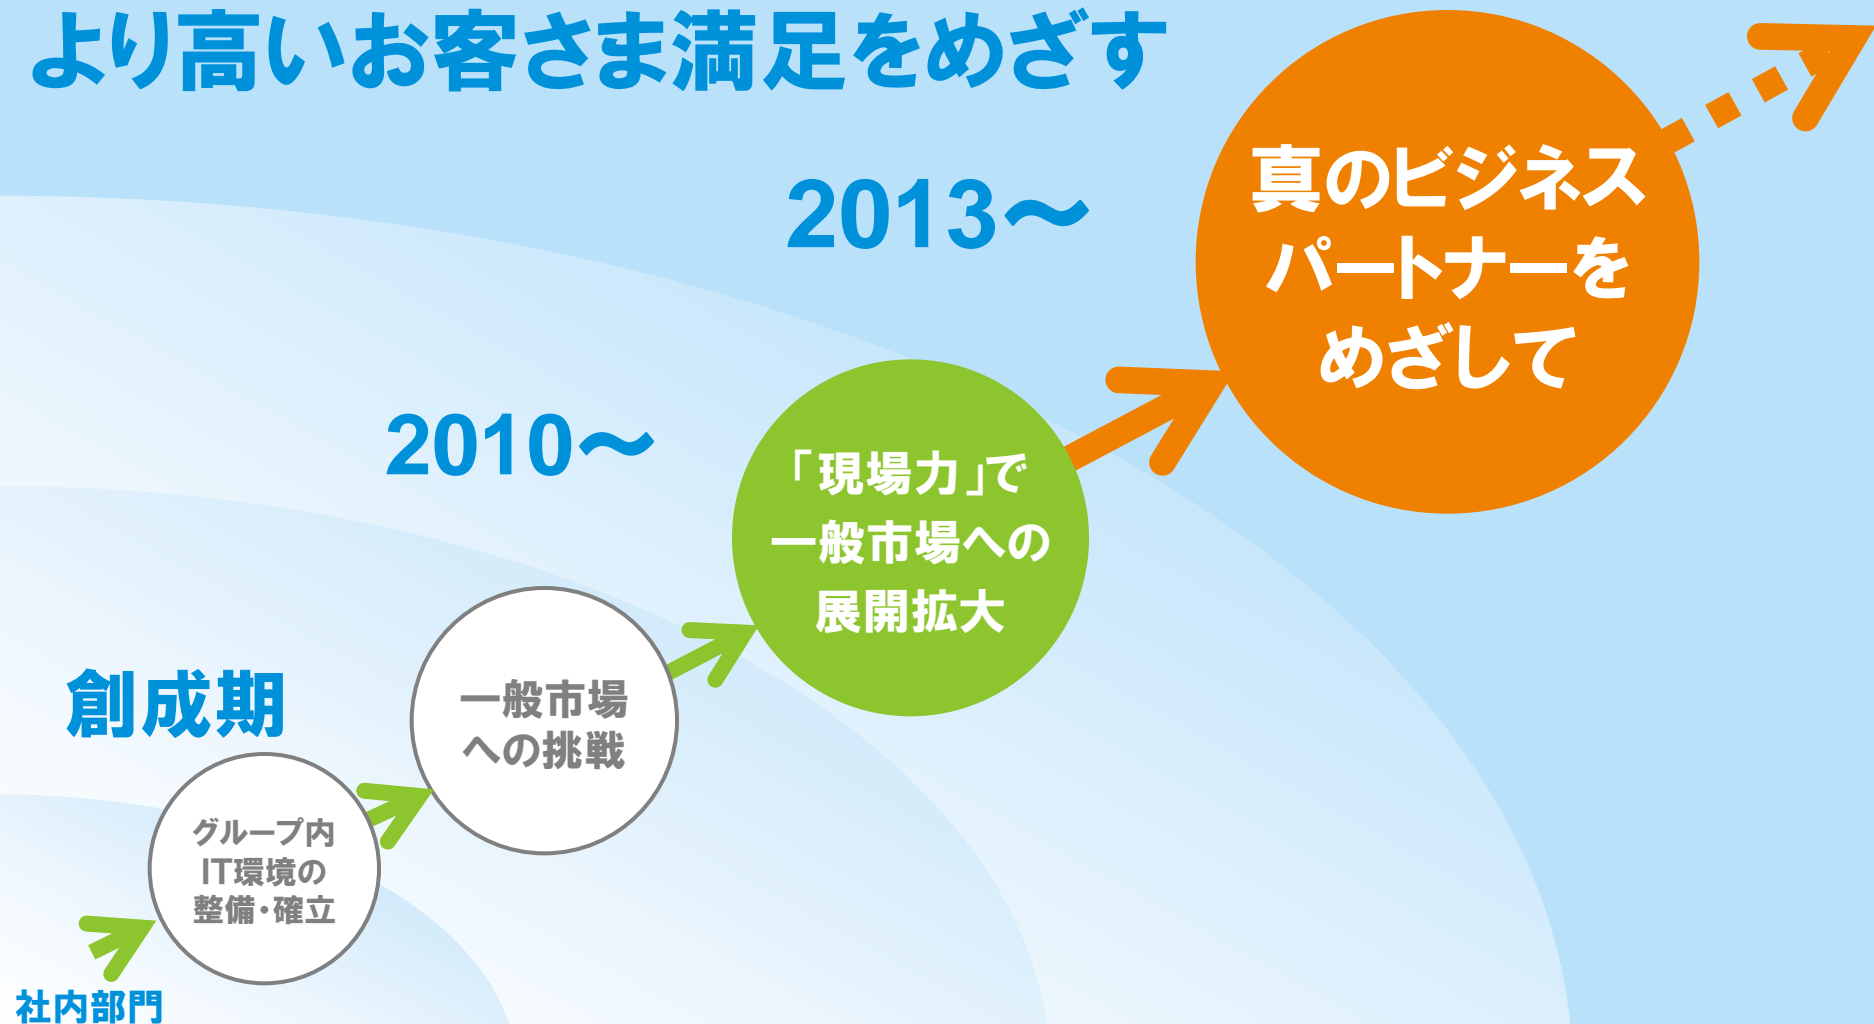 より高いお客さま満足をめざす
2013～
真のビジネス
パートナーを
めざして
2010～
「現場力」で
一般市場への
展開拡大
創成期
一般市場
への挑戦
グループ内
IT環境の
整備・確立
社内部門